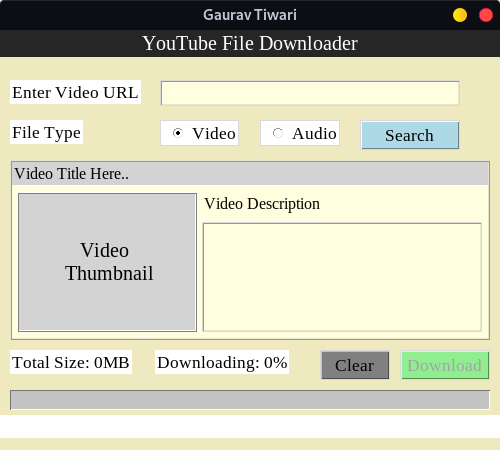 Gaurav Tiwari
YouTube File Downloader
Enter Video URL
File Type Video Audio Search
Video Title Here..
Video Description
Video
Thumbnail
Total Size: 0MB Downloading: 0% Clear Download